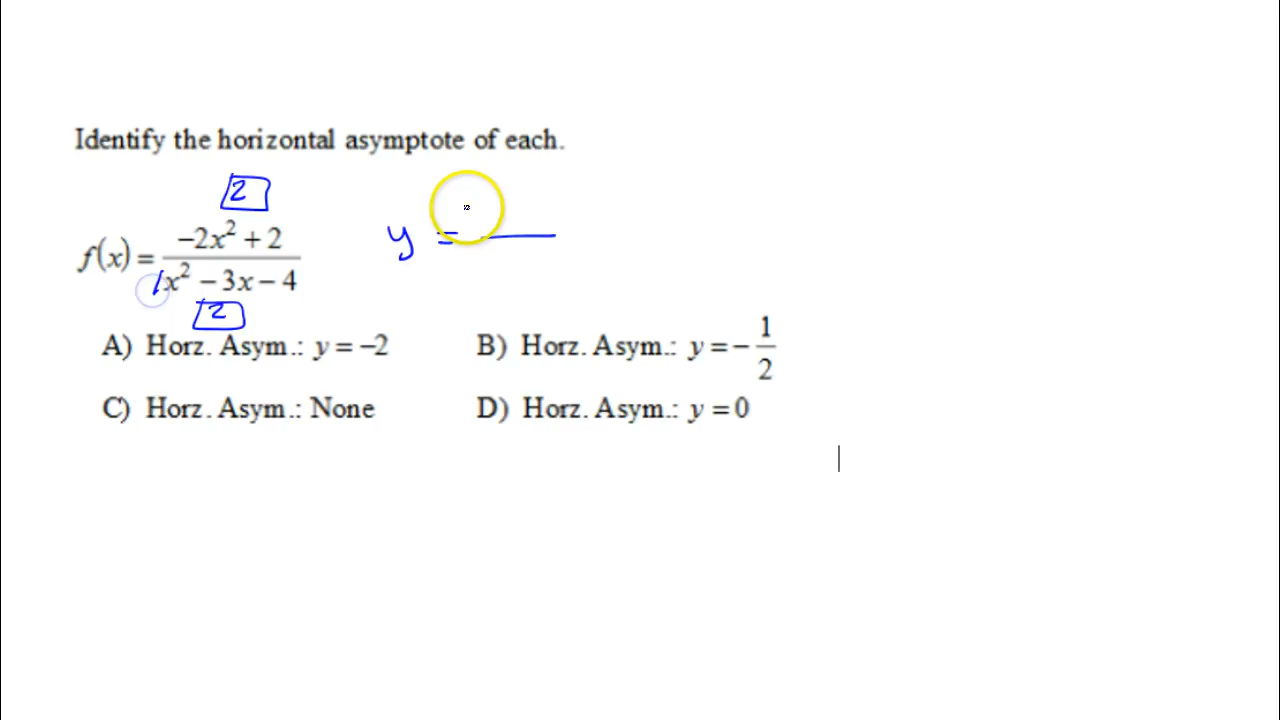 Identify the horizontal asymptote of each.
2
f(x) = (−2x² + 2) / (1x² − 3x − 4)
y = ___
2
A) Horz. Asym.: y = −2 B) Horz. Asym.: y = −1/2
C) Horz. Asym.: None D) Horz. Asym.: y = 0